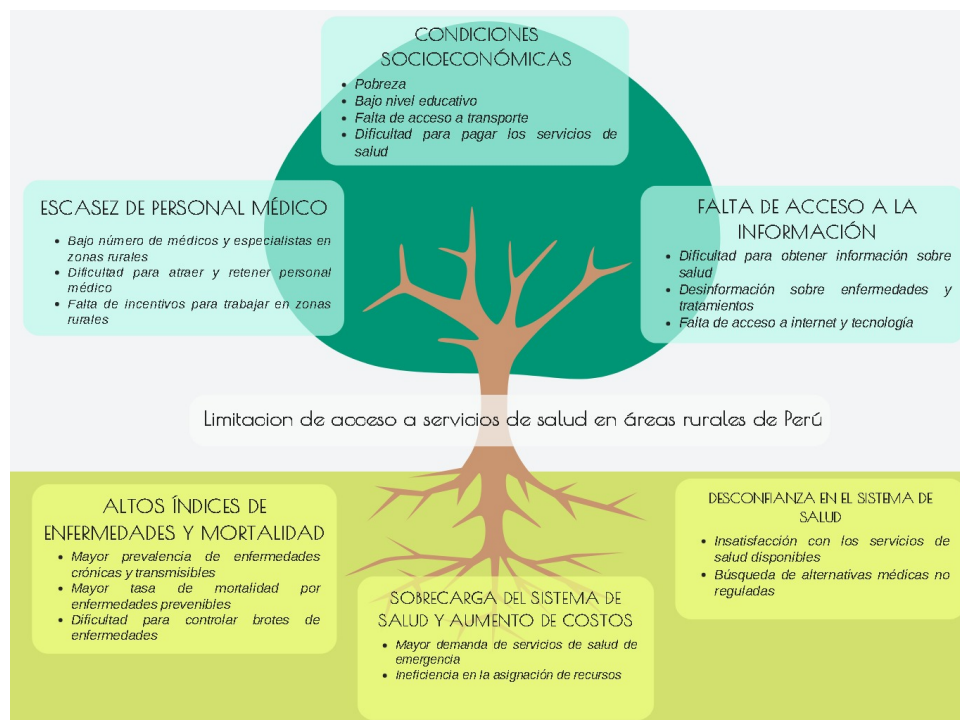 CONDICIONES
SOCIOECONÓMICAS
• Pobreza
• Bajo nivel educativo
• Falta de acceso a transporte
• Dificultad para pagar los servicios de
salud
ESCASEZ DE PERSONAL MÉDICO
• Bajo número de médicos y especialistas en
zonas rurales
• Dificultad para atraer y retener personal
médico
• Falta de incentivos para trabajar en zonas
rurales
FALTA DE ACCESO A LA
INFORMACIÓN
• Dificultad para obtener información sobre
salud
• Desinformación sobre enfermedades y
tratamientos
• Falta de acceso a internet y tecnología
Limitacion de acceso a servicios de salud en áreas rurales de Perú
ALTOS ÍNDICES DE
ENFERMEDADES Y MORTALIDAD
• Mayor prevalencia de enfermedades
crónicas y transmisibles
• Mayor tasa de mortalidad por
enfermedades prevenibles
• Dificultad para controlar brotes de
enfermedades
SOBRECARGA DEL SISTEMA DE
SALUD Y AUMENTO DE COSTOS
• Mayor demanda de servicios de salud de
emergencia
• Ineficiencia en la asignación de recursos
DESCONFIANZA EN EL SISTEMA DE
SALUD
• Insatisfacción con los servicios de
salud disponibles
• Búsqueda de alternativas médicas no
reguladas